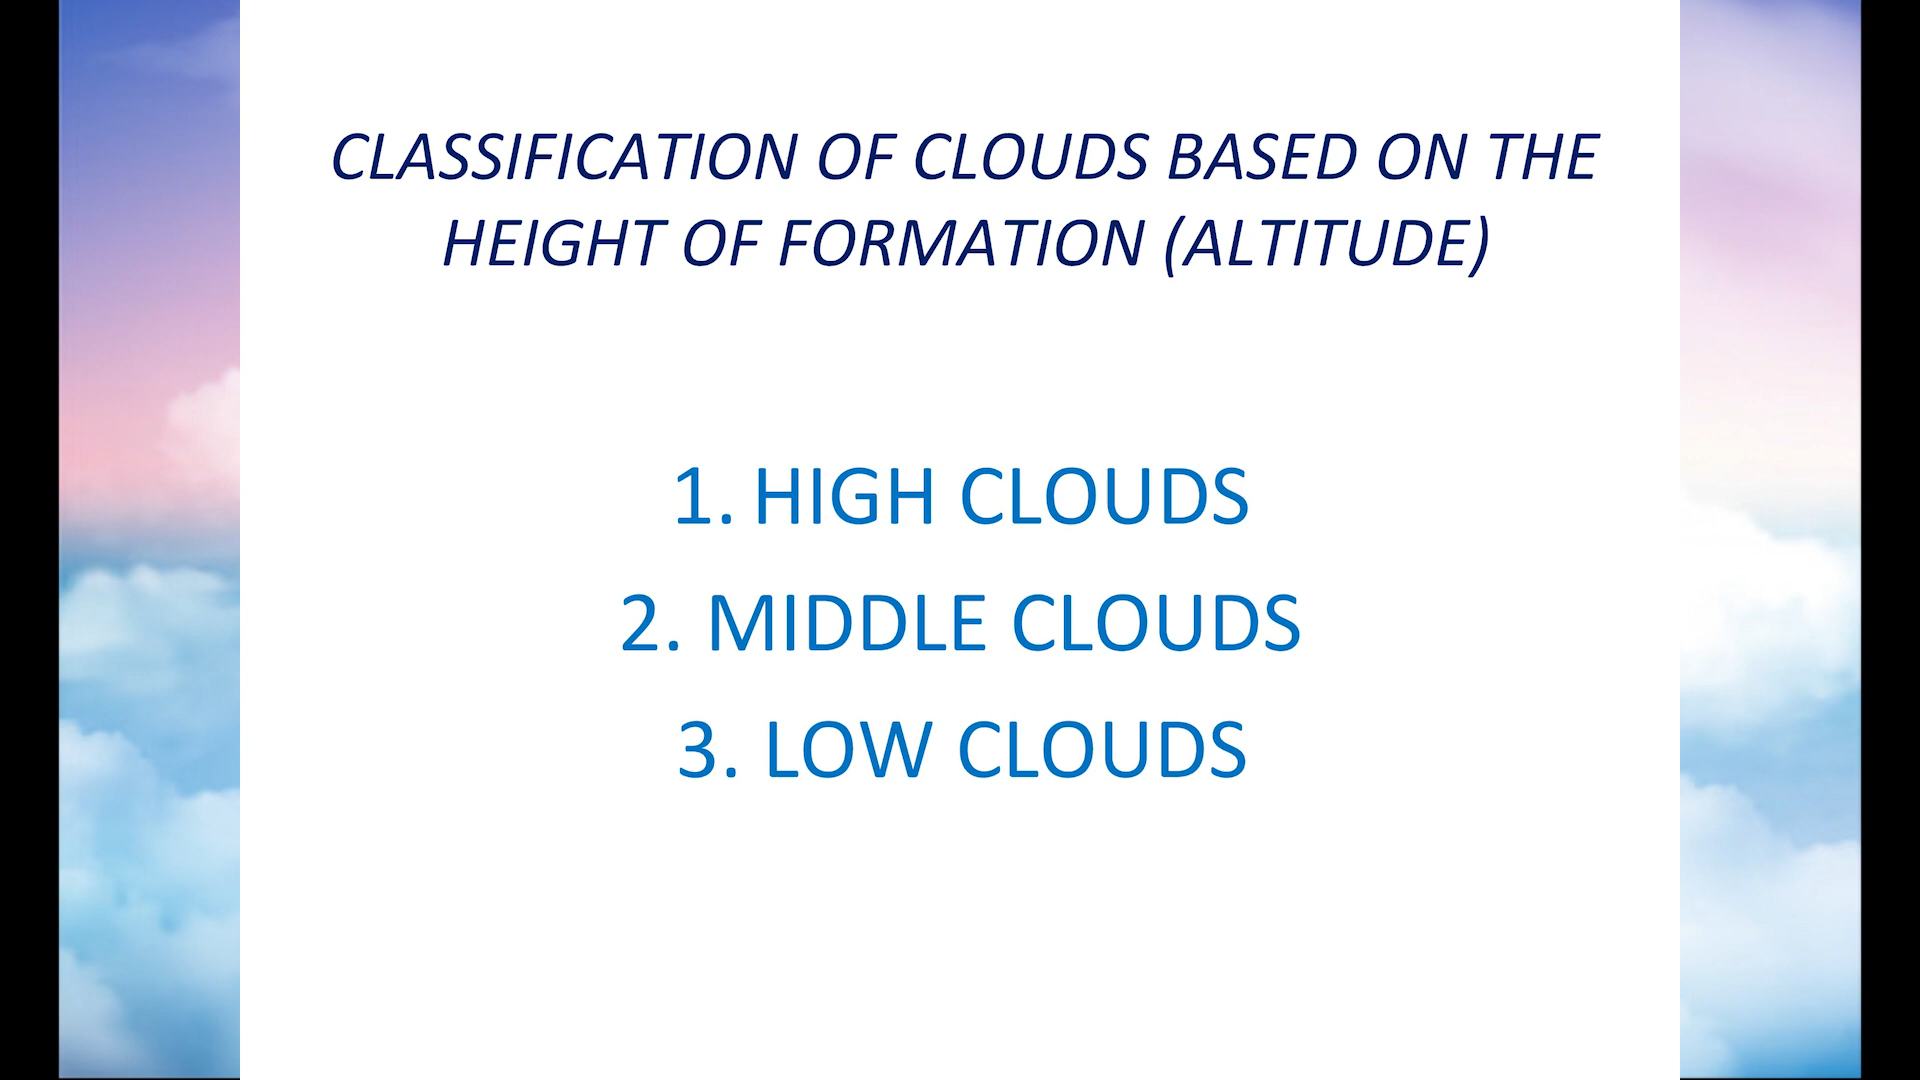 CLASSIFICATION OF CLOUDS BASED ON THE
HEIGHT OF FORMATION (ALTITUDE)
1. HIGH CLOUDS
2. MIDDLE CLOUDS
3. LOW CLOUDS